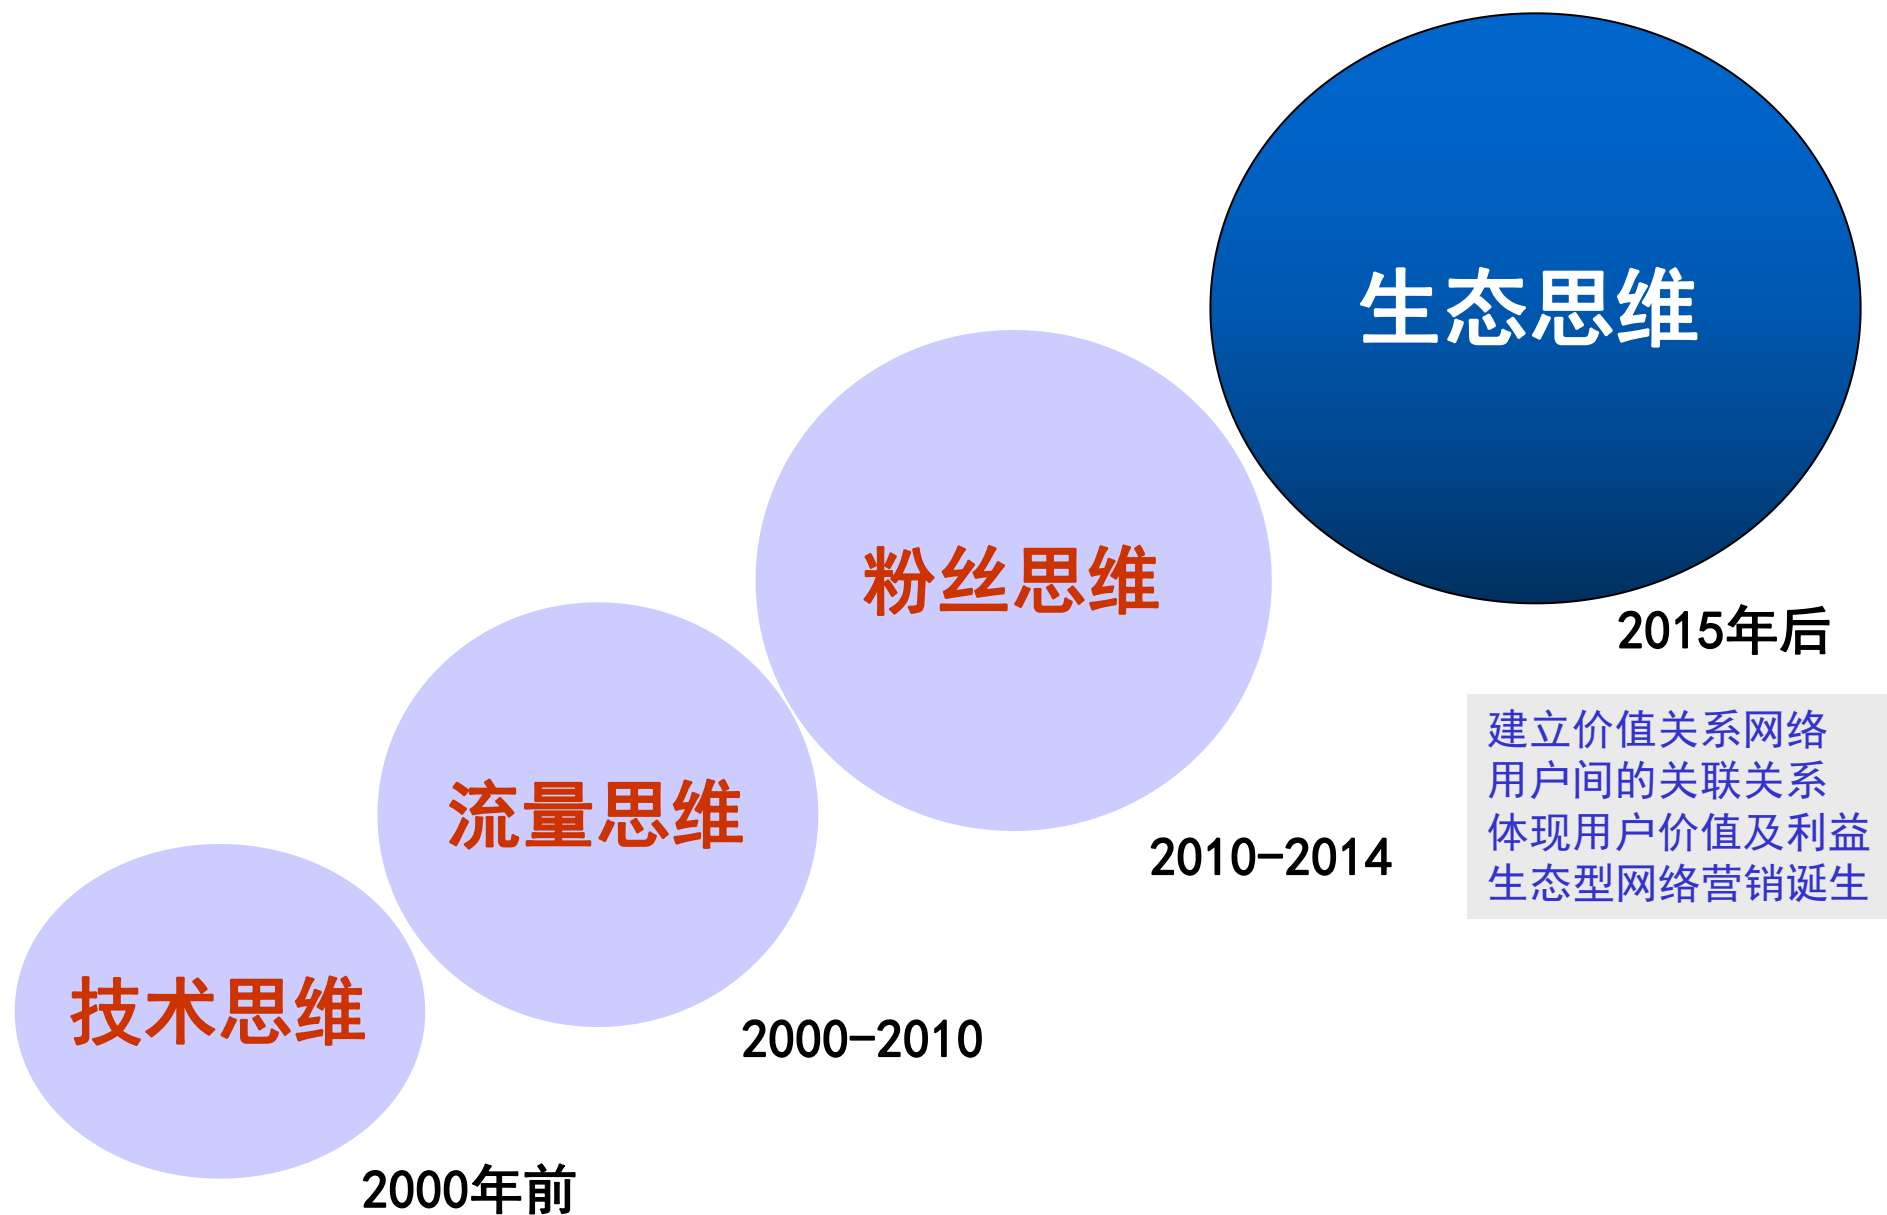 生态思维
2015年后
建立价值关系网络
用户间的关联关系
体现用户价值及利益
生态型网络营销诞生
粉丝思维
2010-2014
流量思维
2000-2010
技术思维
2000年前